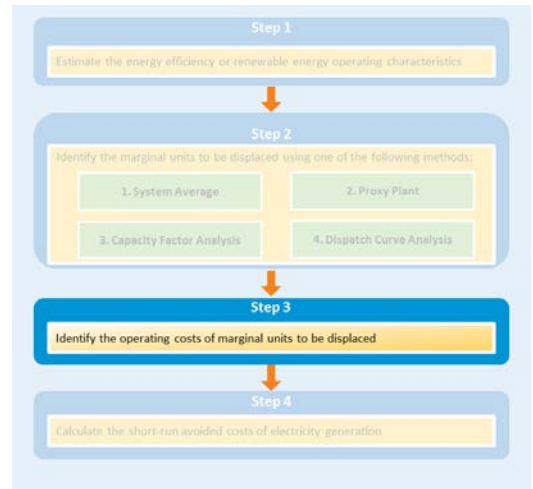 Step 1
Estimate the energy efficiency or renewable energy operating characteristics
Step 2
Identify the marginal units to be displaced using one of the following methods:
1. System Average
2. Proxy Plant
3. Capacity Factor Analysis
4. Dispatch Curve Analysis
Step 3
Identify the operating costs of marginal units to be displaced
Step 4
Calculate the short-run avoided costs of electricity generation